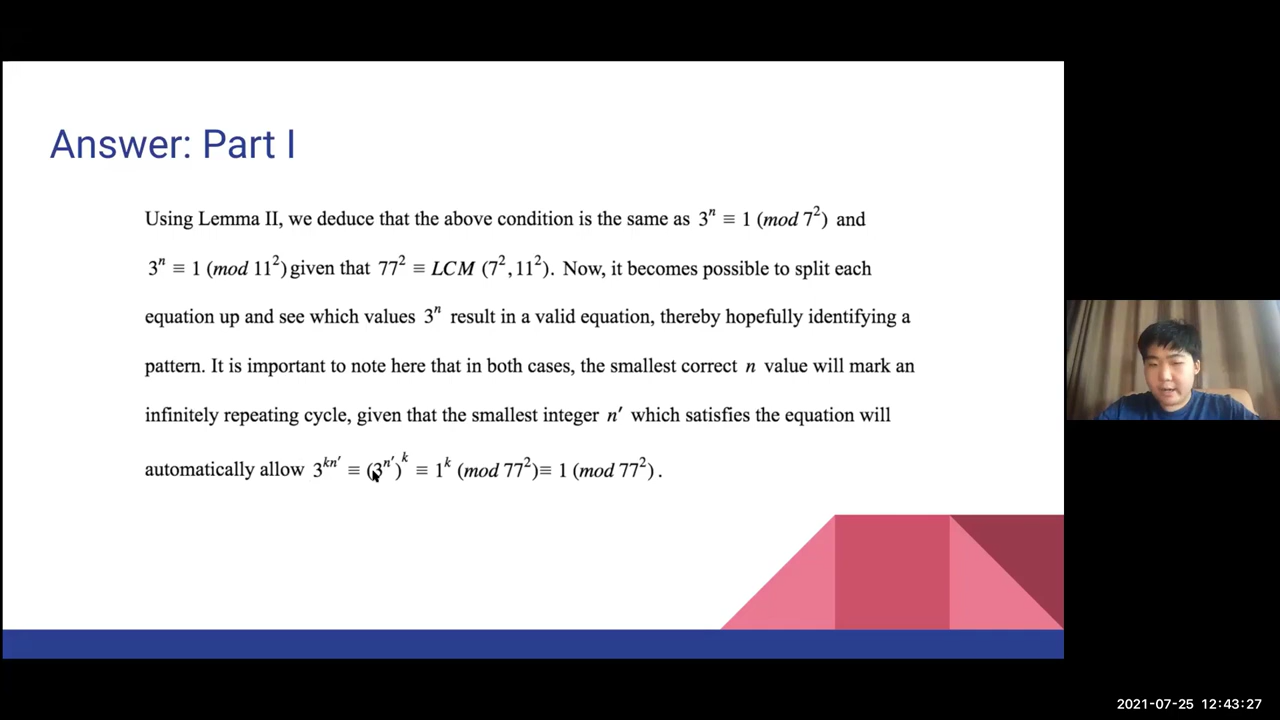 Answer: Part I
Using Lemma II, we deduce that the above condition is the same as 3ⁿ ≡ 1 (mod 7²) and
3ⁿ ≡ 1 (mod 11²) given that 77² ≡ LCM (7², 11²). Now, it becomes possible to split each
equation up and see which values 3ⁿ result in a valid equation, thereby hopefully identifying a
pattern. It is important to note here that in both cases, the smallest correct n value will mark an
infinitely repeating cycle, given that the smallest integer n′ which satisfies the equation will
automatically allow 3^{kn′} ≡ (3^{n′})^k ≡ 1^k (mod 77²)≡ 1 (mod 77²) .
2021-07-25 12:43:27